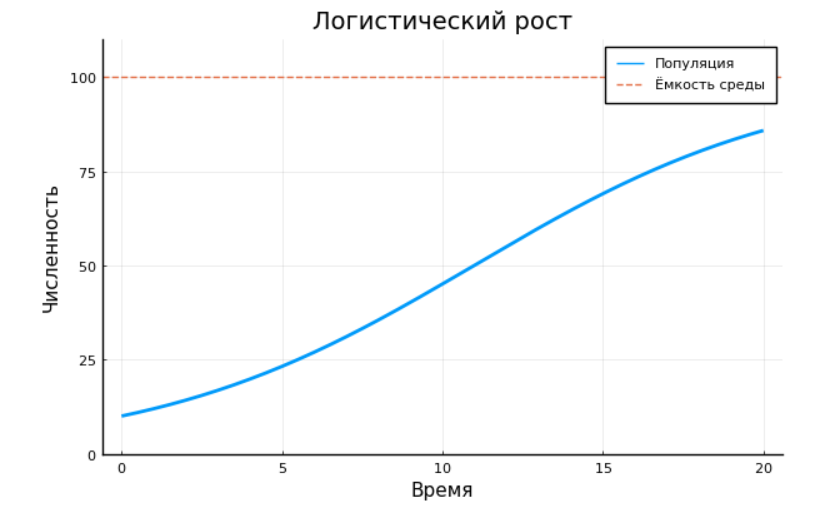 Логистический рост
Популяция
Ёмкость среды
Численность
100
75
50
25
0
0 5 10 15 20
Время